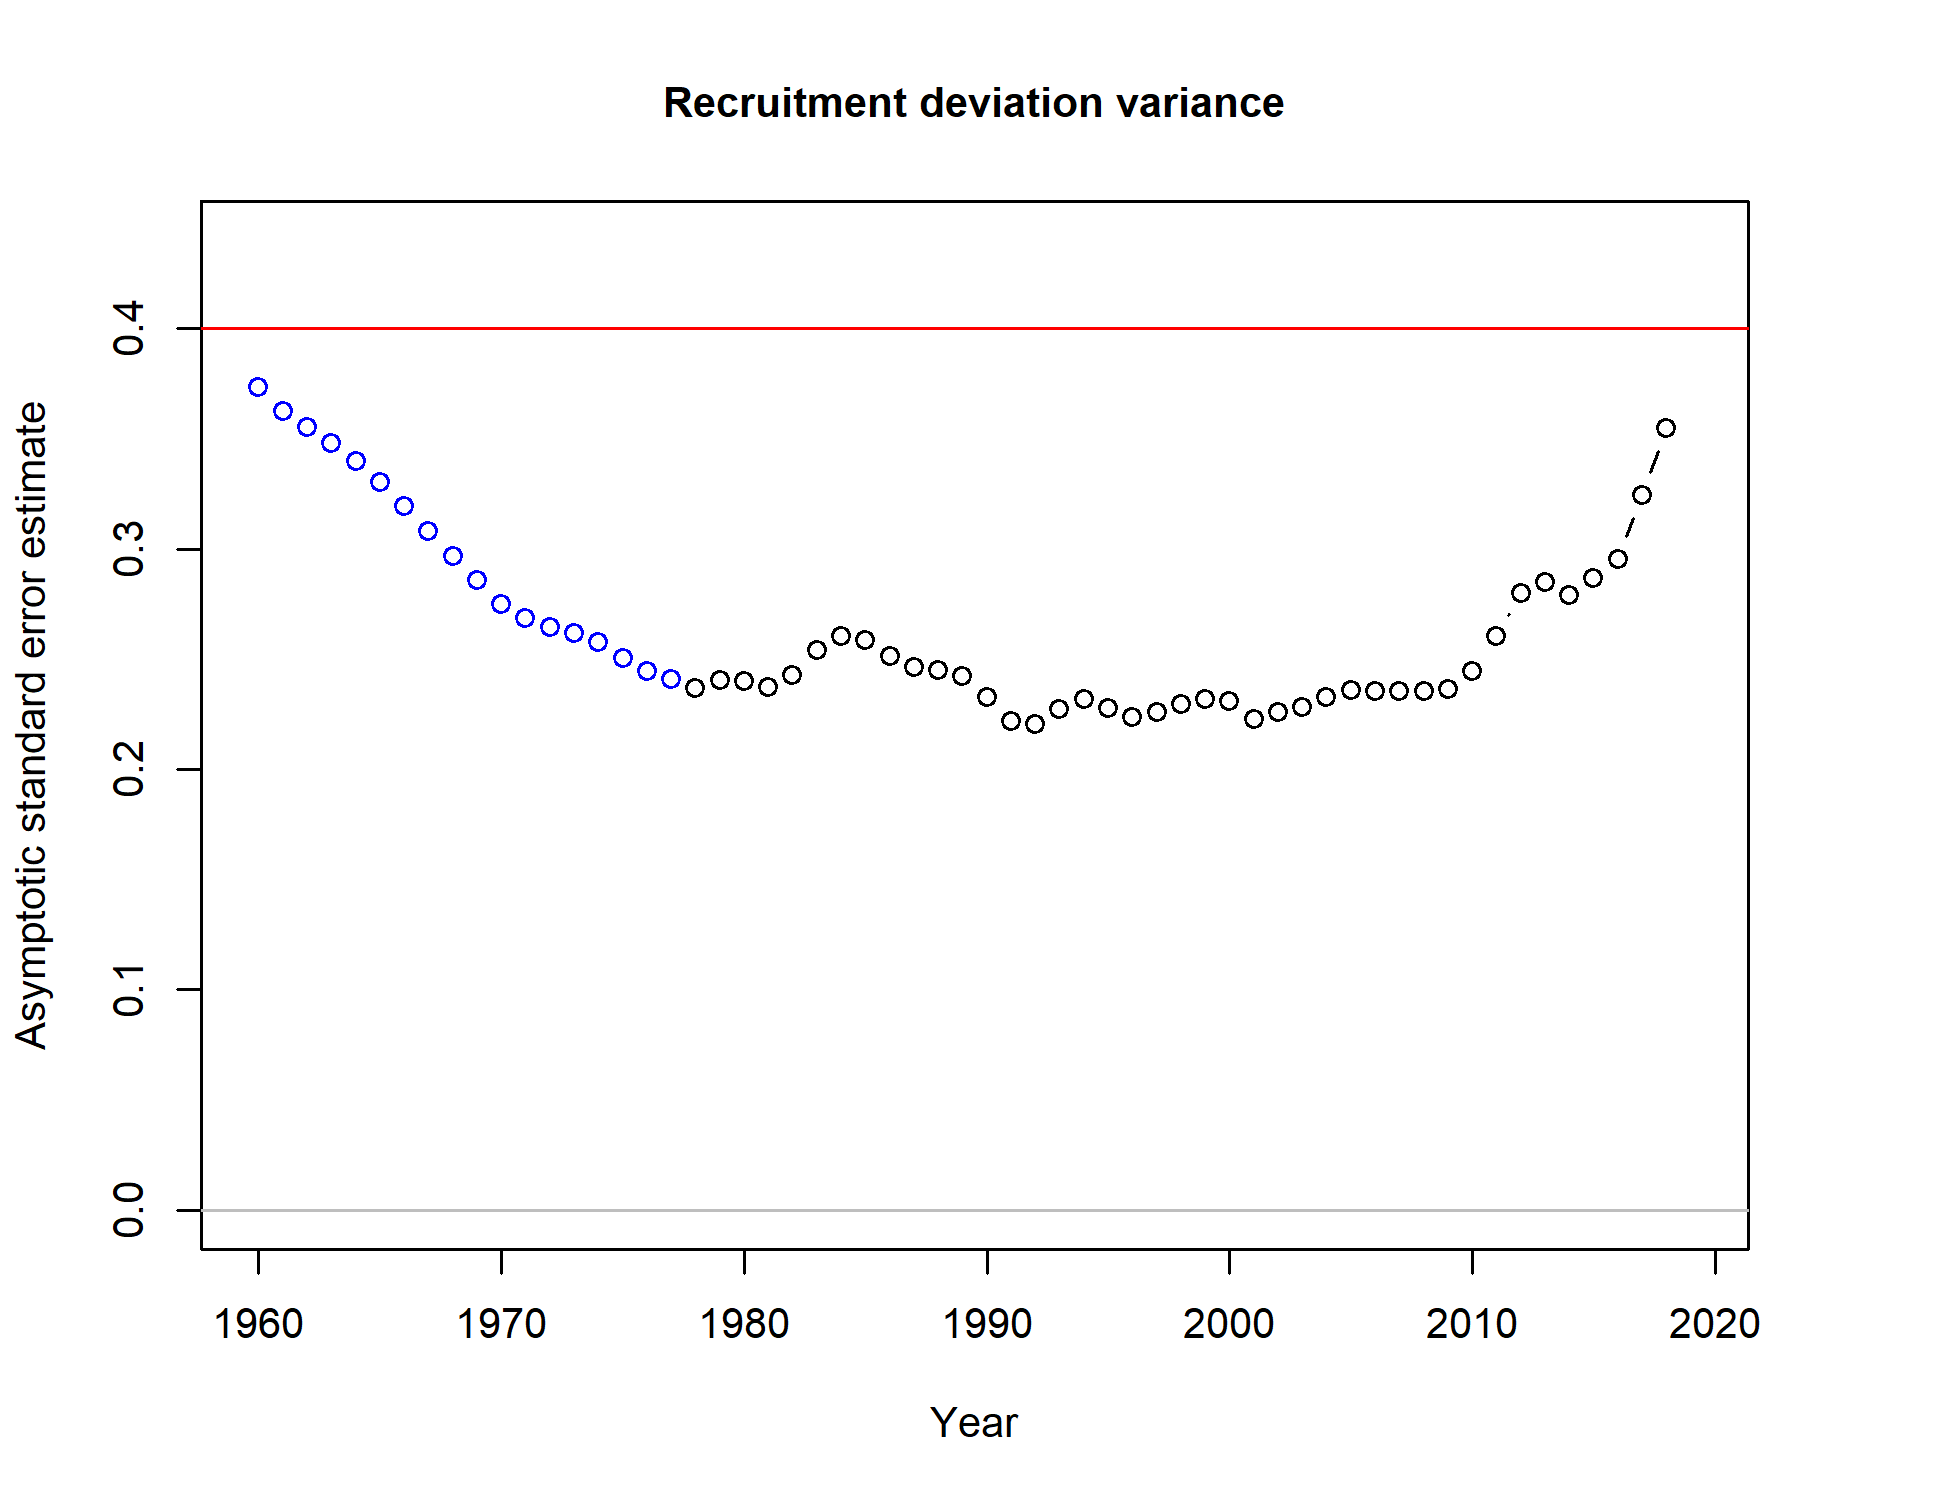 Recruitment deviation variance
Asymptotic standard error estimate
0.4
0.3
0.2
0.1
0.0
1960 1970 1980 1990 2000 2010 2020
Year